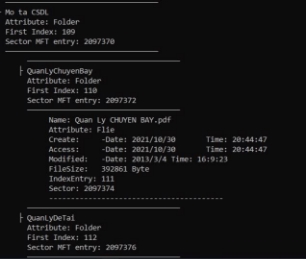 Mo ta CSDL
Attribute: Folder
First Index: 109
Sector MFT entry: 2097370
QuanLyChuyenBay
Attribute: Folder
First Index: 110
Sector MFT entry: 2097372
Name: Quan Ly CHUYEN BAY.pdf
Attribute: Flie
Create: -Date: 2021/10/30 Time: 20:44:47
Access: -Date: 2021/10/30 Time: 20:44:47
Modified: -Date: 2013/3/4 Time: 16:9:23
FileSize: 392861 Byte
IndexEntry: 111
Sector: 2097374
QuanLyDeTai
Attribute: Folder
First Index: 112
Sector MFT entry: 2097376